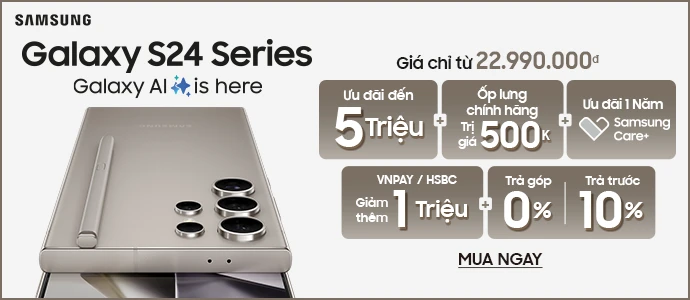 SAMSUNG
Galaxy S24 Series
Galaxy AI is here
SAMSUNG
Giá chỉ từ 22.990.000đ
Ưu đãi đến
5 Triệu
+
Ốp lưng
chính hãng
Trị giá 500K
+
Ưu đãi 1 Năm
Samsung
Care+
VNPAY / HSBC
Giảm thêm 1 Triệu
+
Trả góp
0%
Trả trước
10%
MUA NGAY